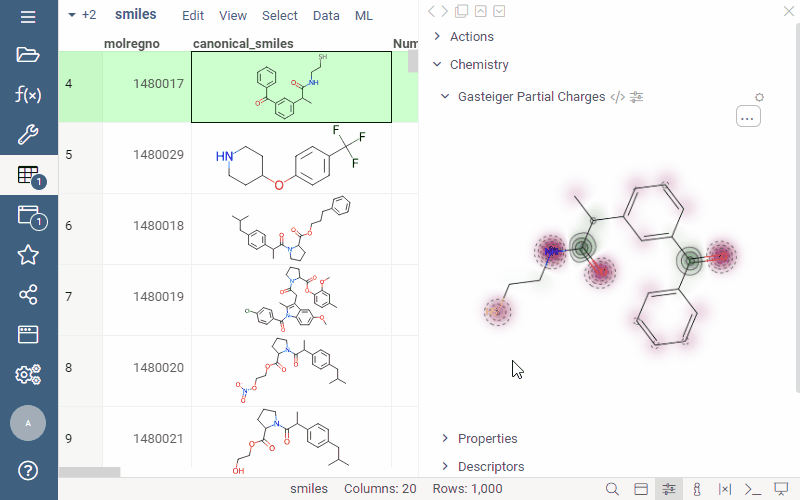 +2 smiles Edit View Select Data ML
molregno canonical_smiles Num
4 1480017
SH
NH
O
O
5 1480029
HN
O
F
F
F
6 1480018
O
O
N
O
7 1480019
N
O
O
O
O
Cl
N
O
O
8 1480020
N
O
O
O
O
N
O
9 1480021
N
O
O
O
OH
smiles Columns: 20 Rows: 1,000
Actions
Chemistry
Gasteiger Partial Charges </>
...
NH
O
O
Properties
Descriptors
f(x)
1
1
A
?